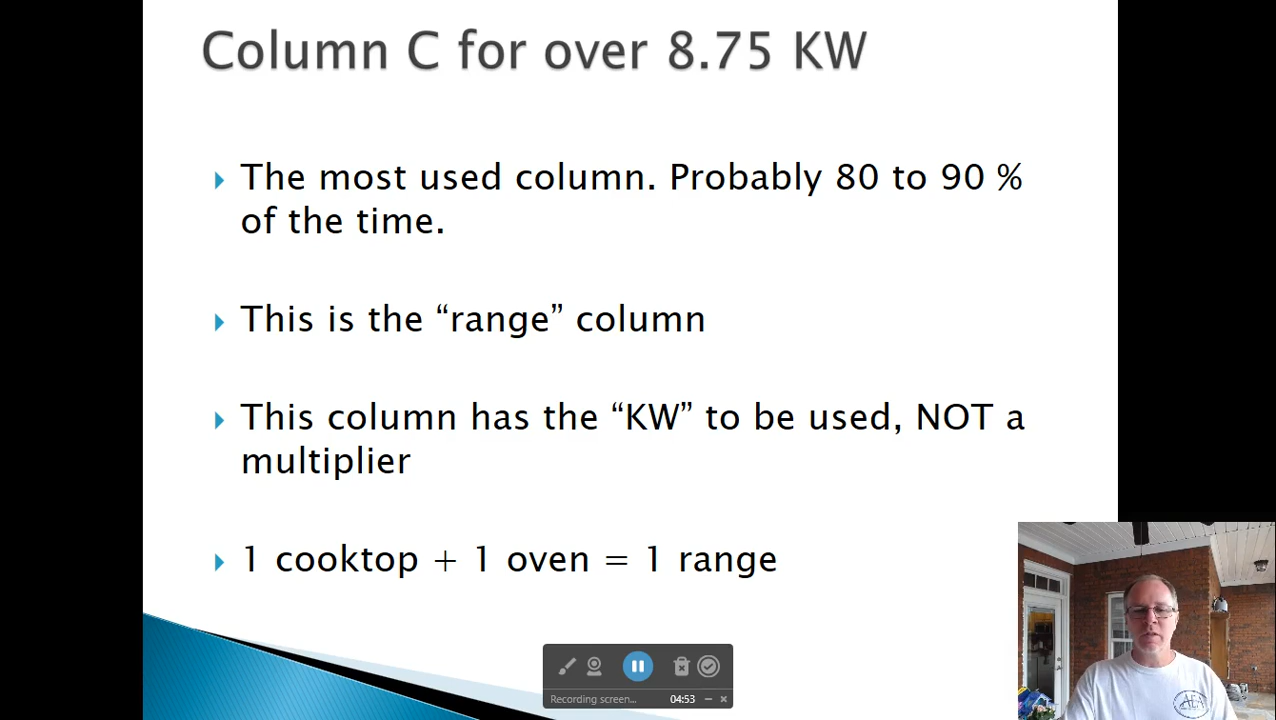 Column C for over 8.75 KW
The most used column. Probably 80 to 90 %
of the time.
This is the “range” column
This column has the “KW” to be used, NOT a
multiplier
1 cooktop + 1 oven = 1 range
Recording screen... 04:53